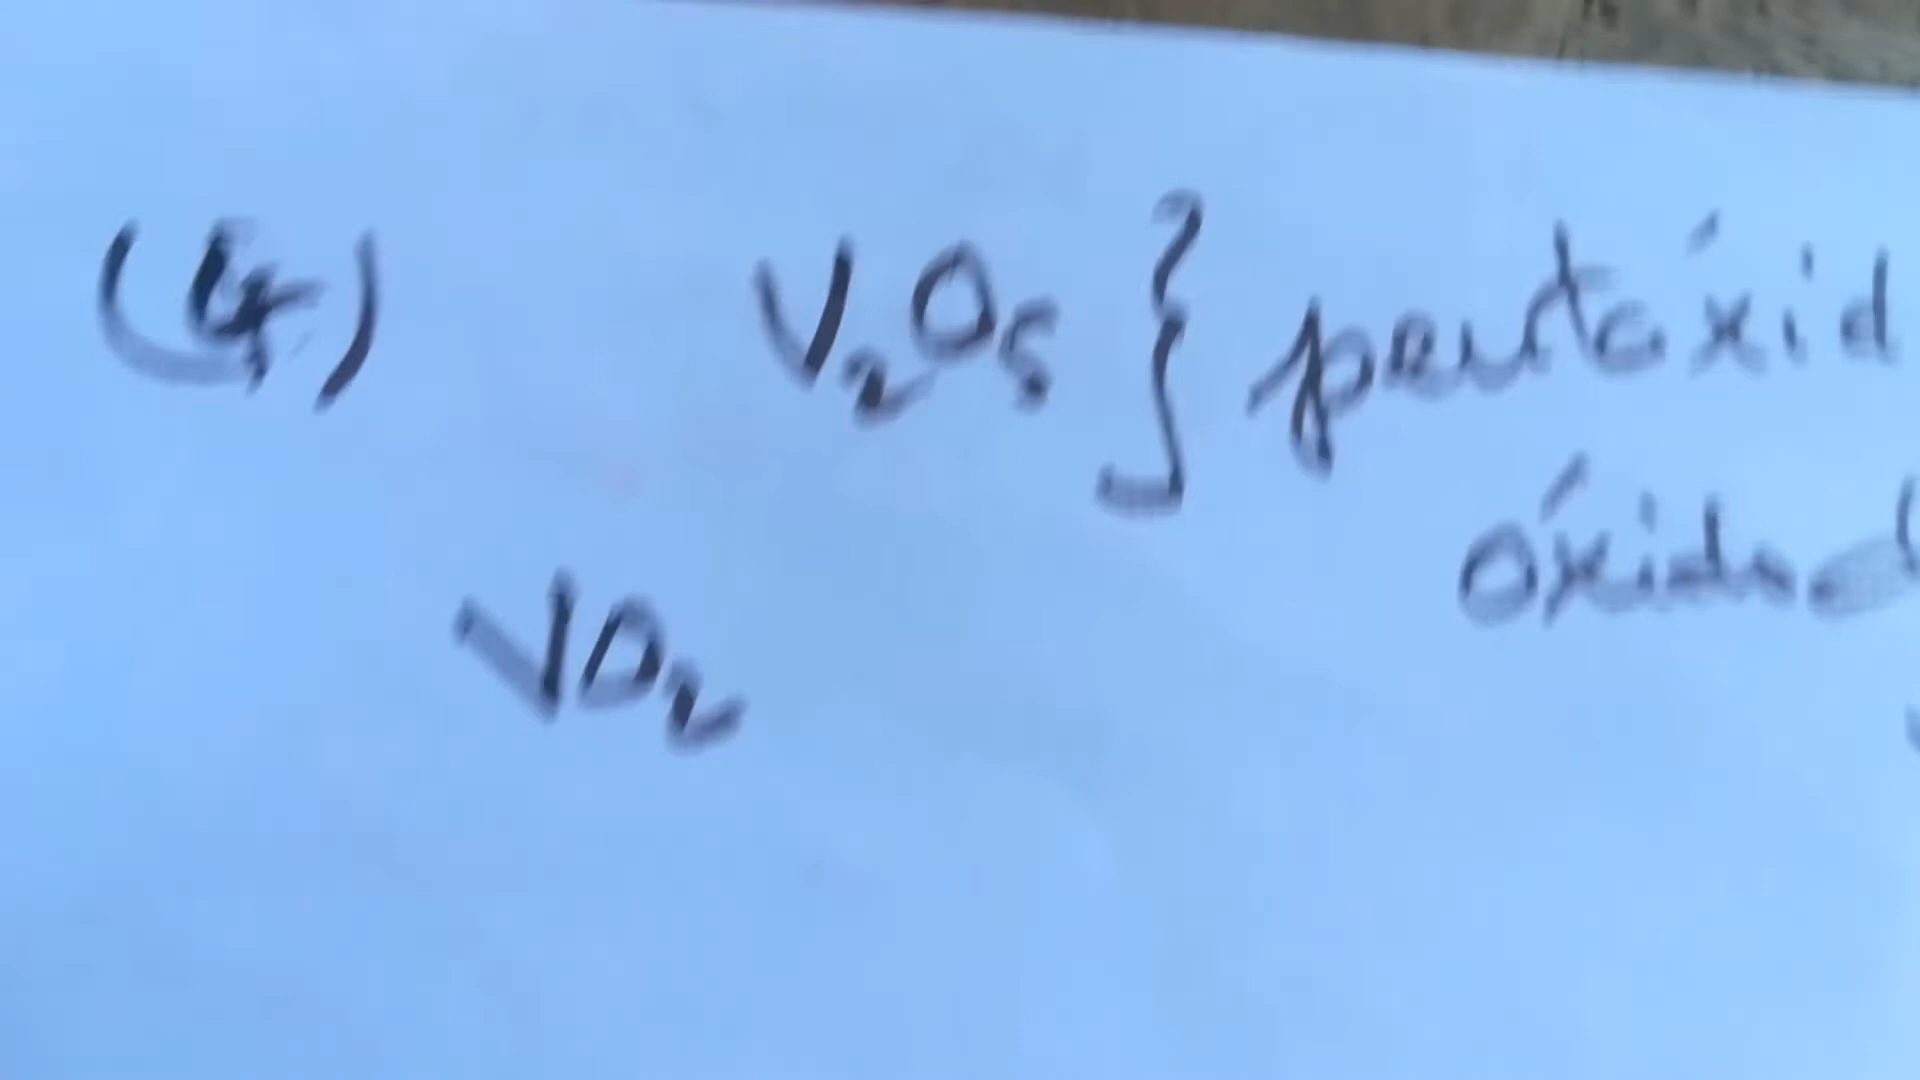 (4) V₂O₅ } pentóxid
óxido d
VO₂